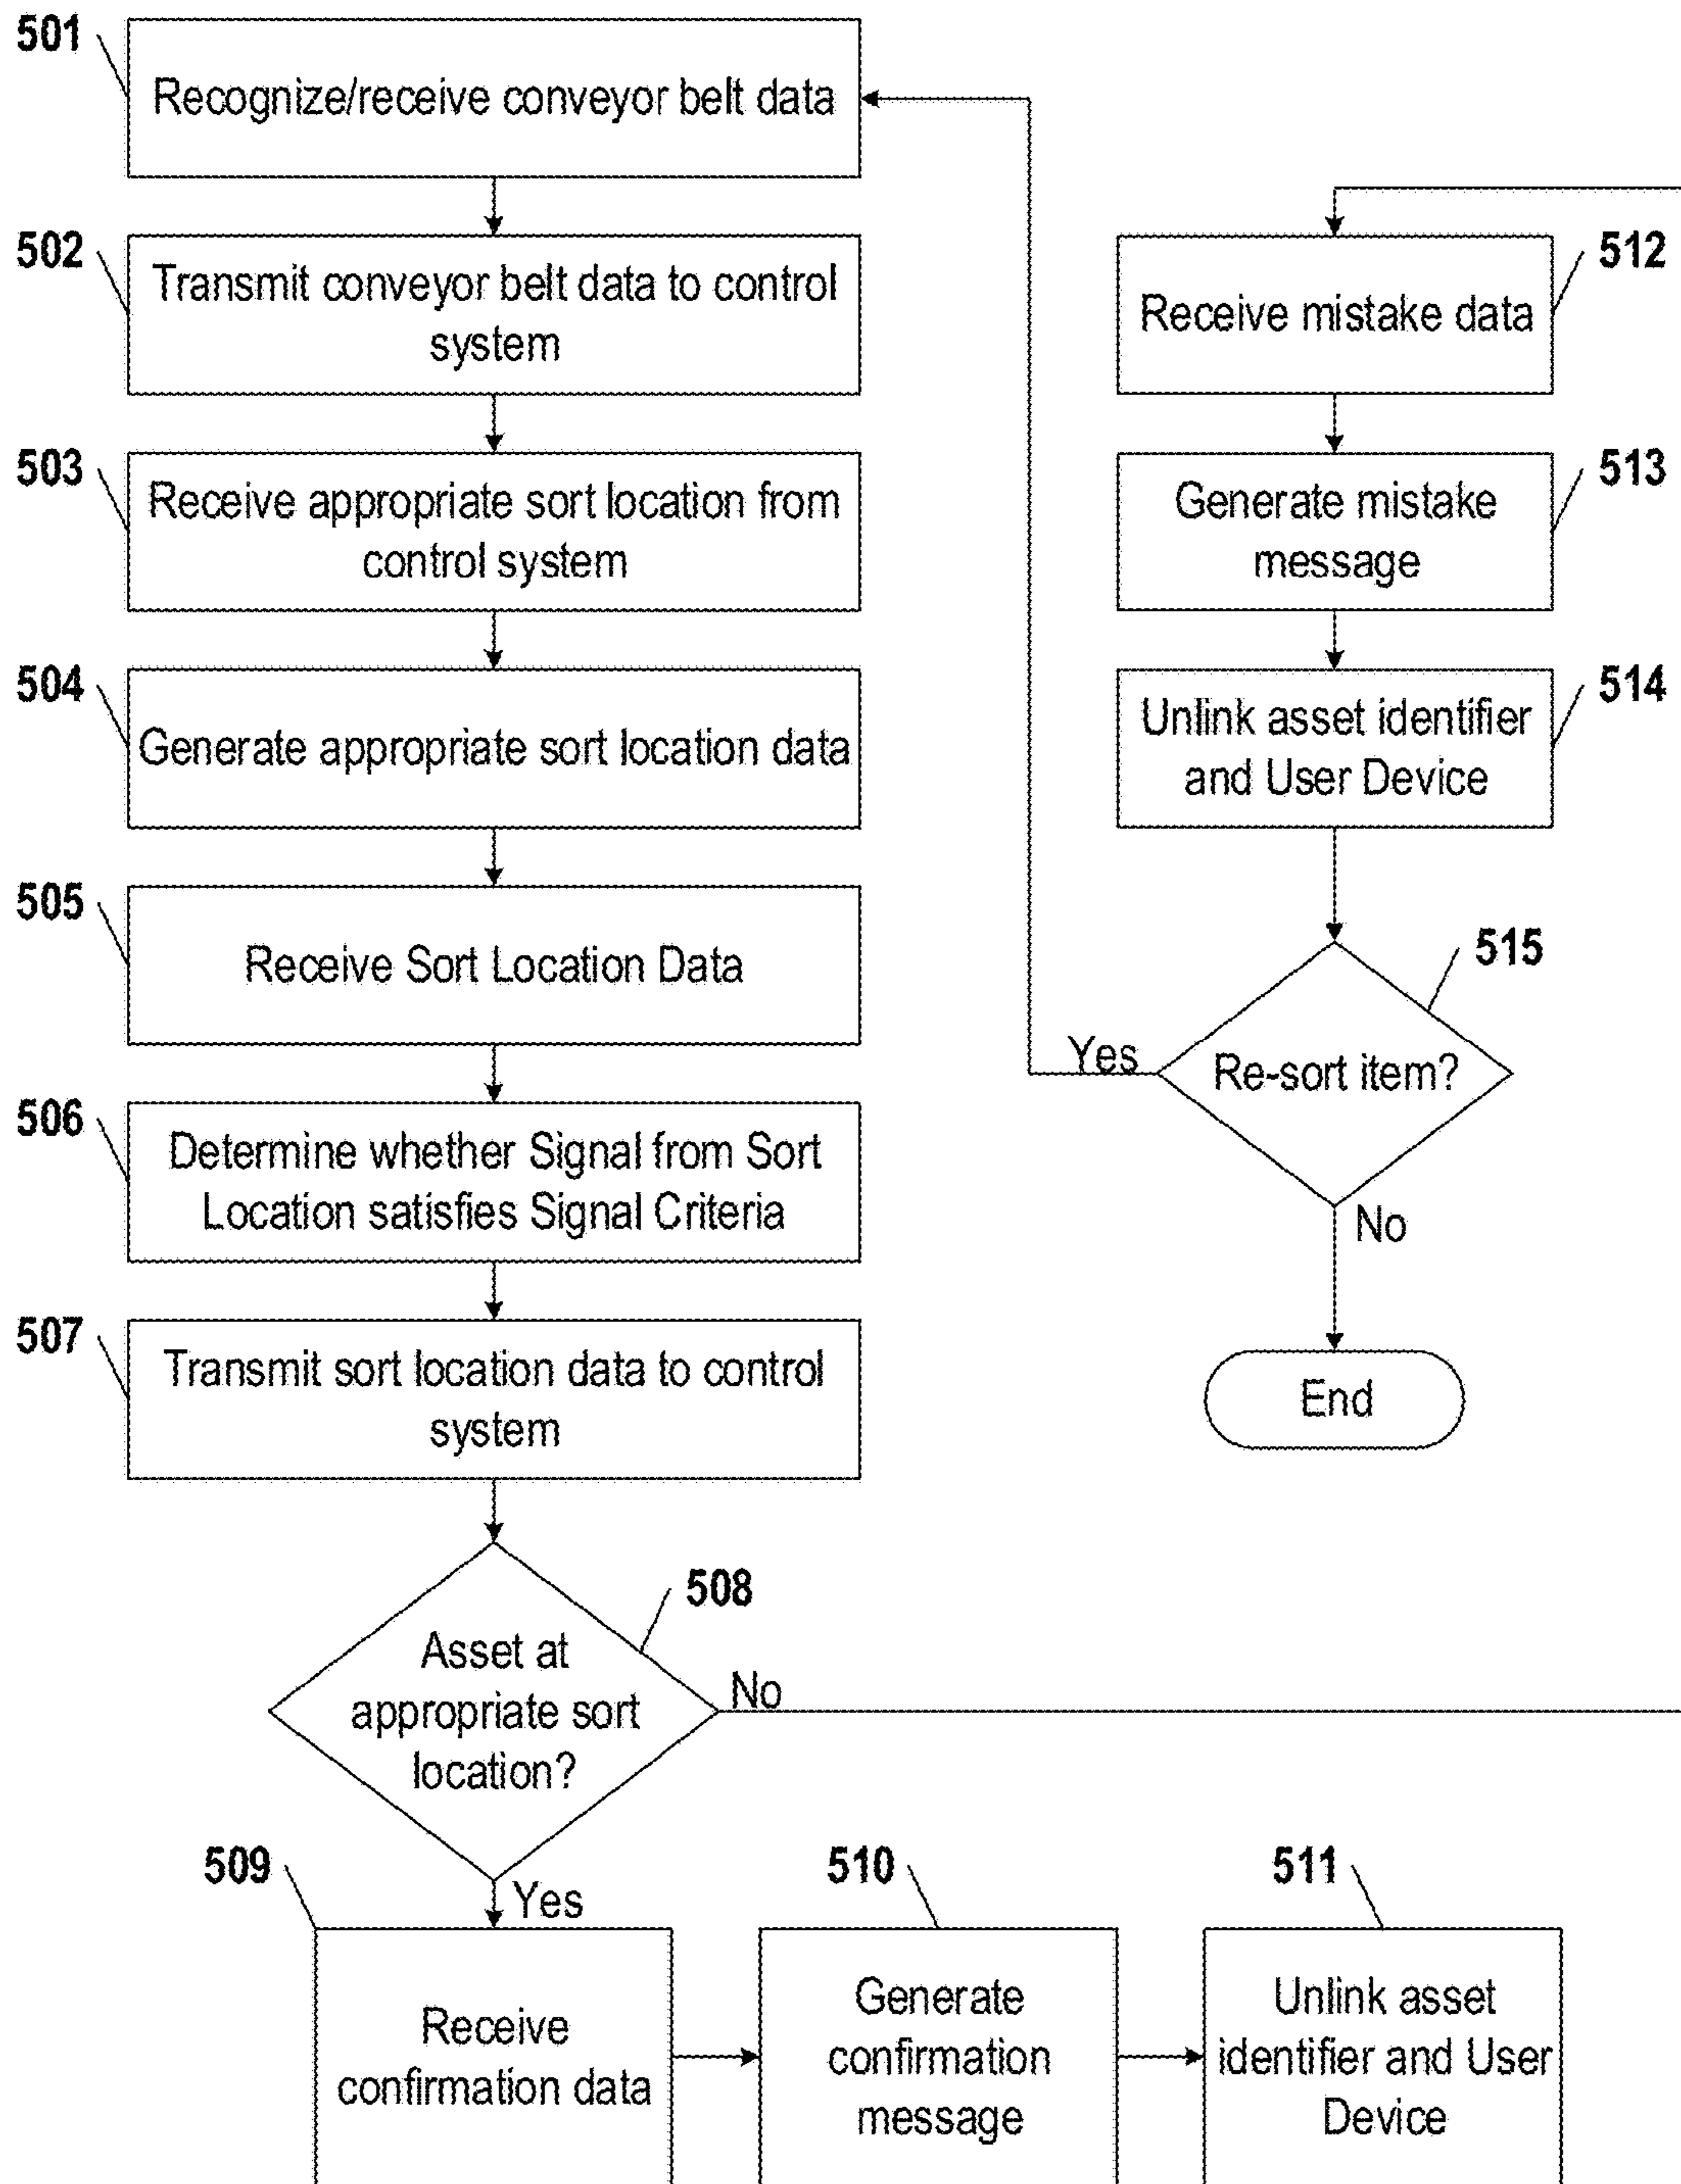 501
Recognize/receive conveyor belt data
502
Transmit conveyor belt data to control
system
503
Receive appropriate sort location from
control system
504
Generate appropriate sort location data
505
Receive Sort Location Data
506
Determine whether Signal from Sort
Location satisfies Signal Criteria
507
Transmit sort location data to control
system
508
Asset at
appropriate sort
location?
No
Yes
509
Receive
confirmation data
510
Generate
confirmation
message
511
Unlink asset
identifier and User
Device
512
Receive mistake data
513
Generate mistake
message
514
Unlink asset identifier
and User Device
515
Re-sort item?
Yes
No
End